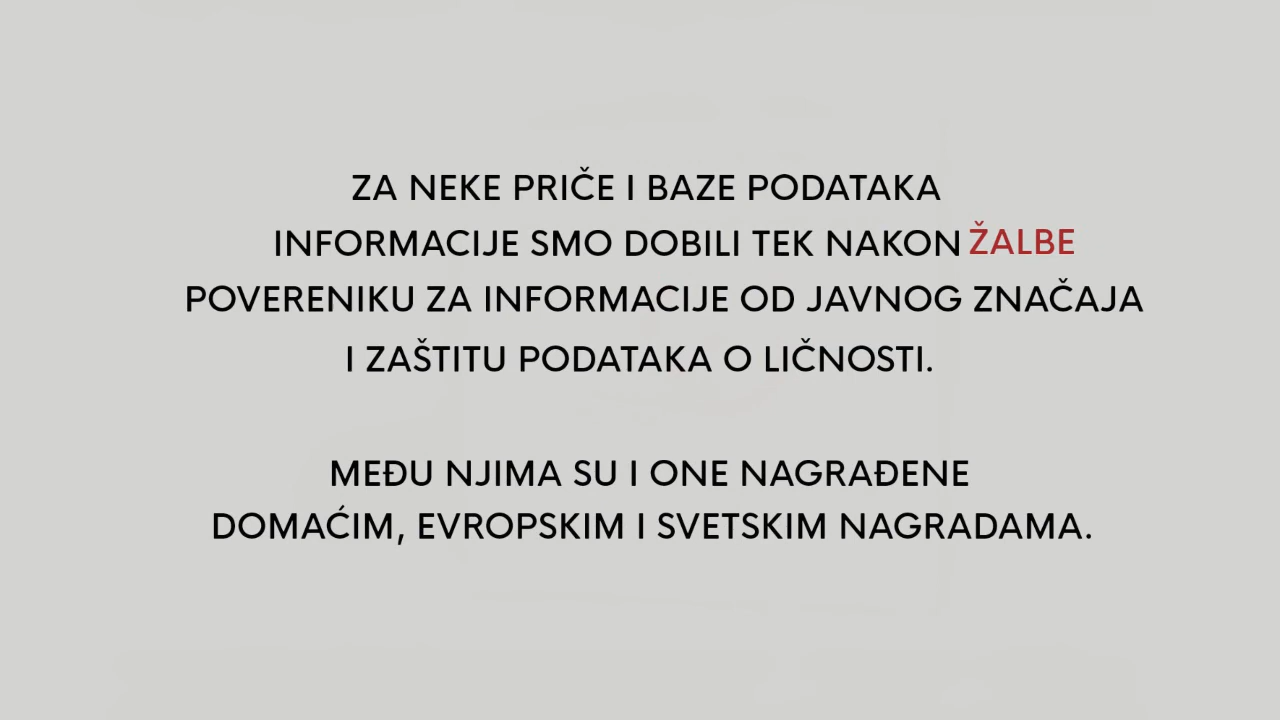 ZA NEKE PRIČE I BAZE PODATAKA
INFORMACIJE SMO DOBILI TEK NAKON ŽALBE
POVERENIKU ZA INFORMACIJE OD JAVNOG ZNAČAJA
I ZAŠTITU PODATAKA O LIČNOSTI.
MEĐU NJIMA SU I ONE NAGRAĐENE
DOMAĆIM, EVROPSKIM I SVETSKIM NAGRADAMA.